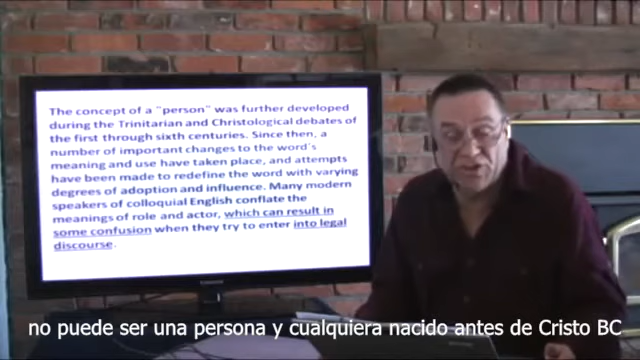 The concept of a "person" was further developed
during the Trinitarian and Christological debates of
the first through sixth centuries. Since then, a
number of important changes to the word's
meaning and use have taken place, and attempts
have been made to redefine the word with varying
degrees of adoption and influence. Many modern
speakers of colloquial English conflate the
meanings of role and actor, which can result in
some confusion when they try to enter into legal
discourse.
no puede ser una persona y cualquiera nacido antes de Cristo BC